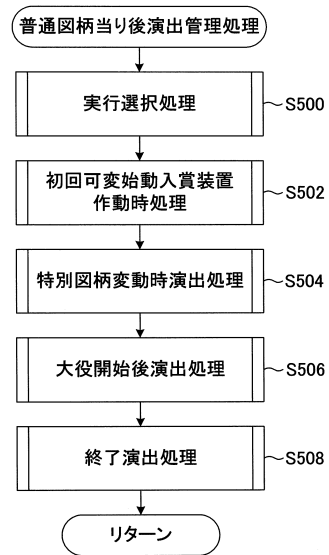 普通図柄当り後演出管理処理
実行選択処理
S500
初回可変始動入賞装置
作動時処理
S502
特別図柄変動時演出処理
S504
大役開始後演出処理
S506
終了演出処理
S508
リターン